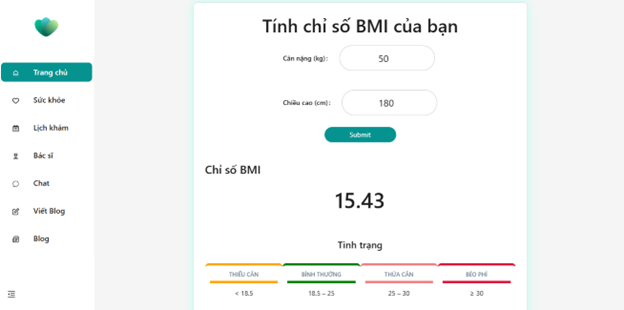 Trang chủ
Sức khỏe
Lịch khám
Bác sĩ
Chat
Viết Blog
Blog
Tính chỉ số BMI của bạn
Cân nặng (kg):
50
Chiều cao (cm):
180
Submit
Chỉ số BMI
15.43
Tình trạng
THIẾU CÂN BÌNH THƯỜNG THỪA CÂN BÉO PHÌ
< 18.5 18.5 – 25 25 – 30 ≥ 30